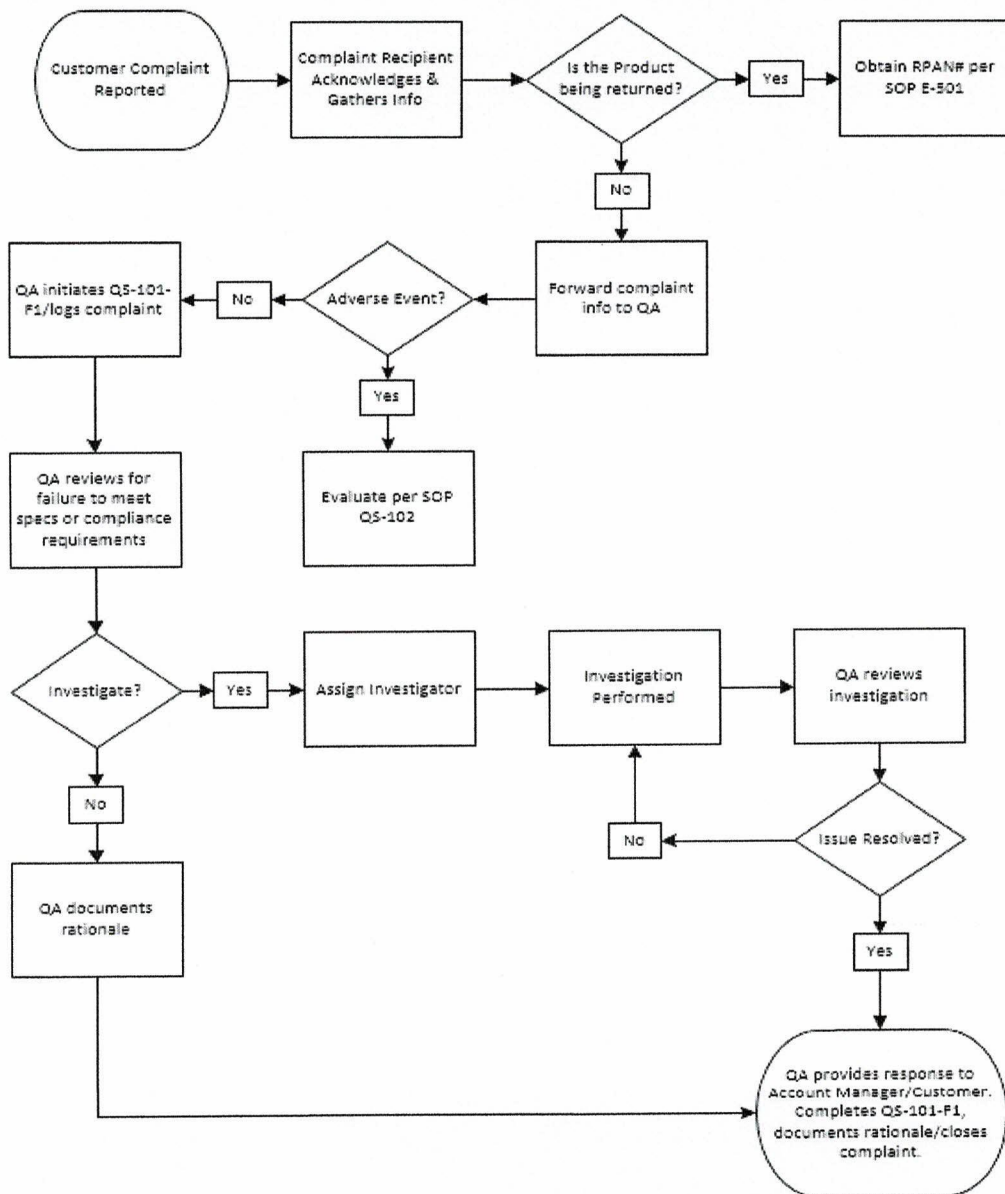 Customer Complaint
Reported
Complaint Recipient
Acknowledges &
Gathers Info
Is the Product
being returned?
Yes
Obtain RPAN# per
SOP E-501
No
Forward complaint
info to QA
Adverse Event?
No
QA initiates QS-101-
F1/logs complaint
Yes
Evaluate per SOP
QS-102
QA reviews for
failure to meet
specs or compliance
requirements
Investigate?
Yes
Assign Investigator
Investigation
Performed
QA reviews
investigation
Issue Resolved?
No
No
QA documents
rationale
Yes
QA provides response to
Account Manager/Customer.
Completes QS-101-F1,
documents rationale/closes
complaint.